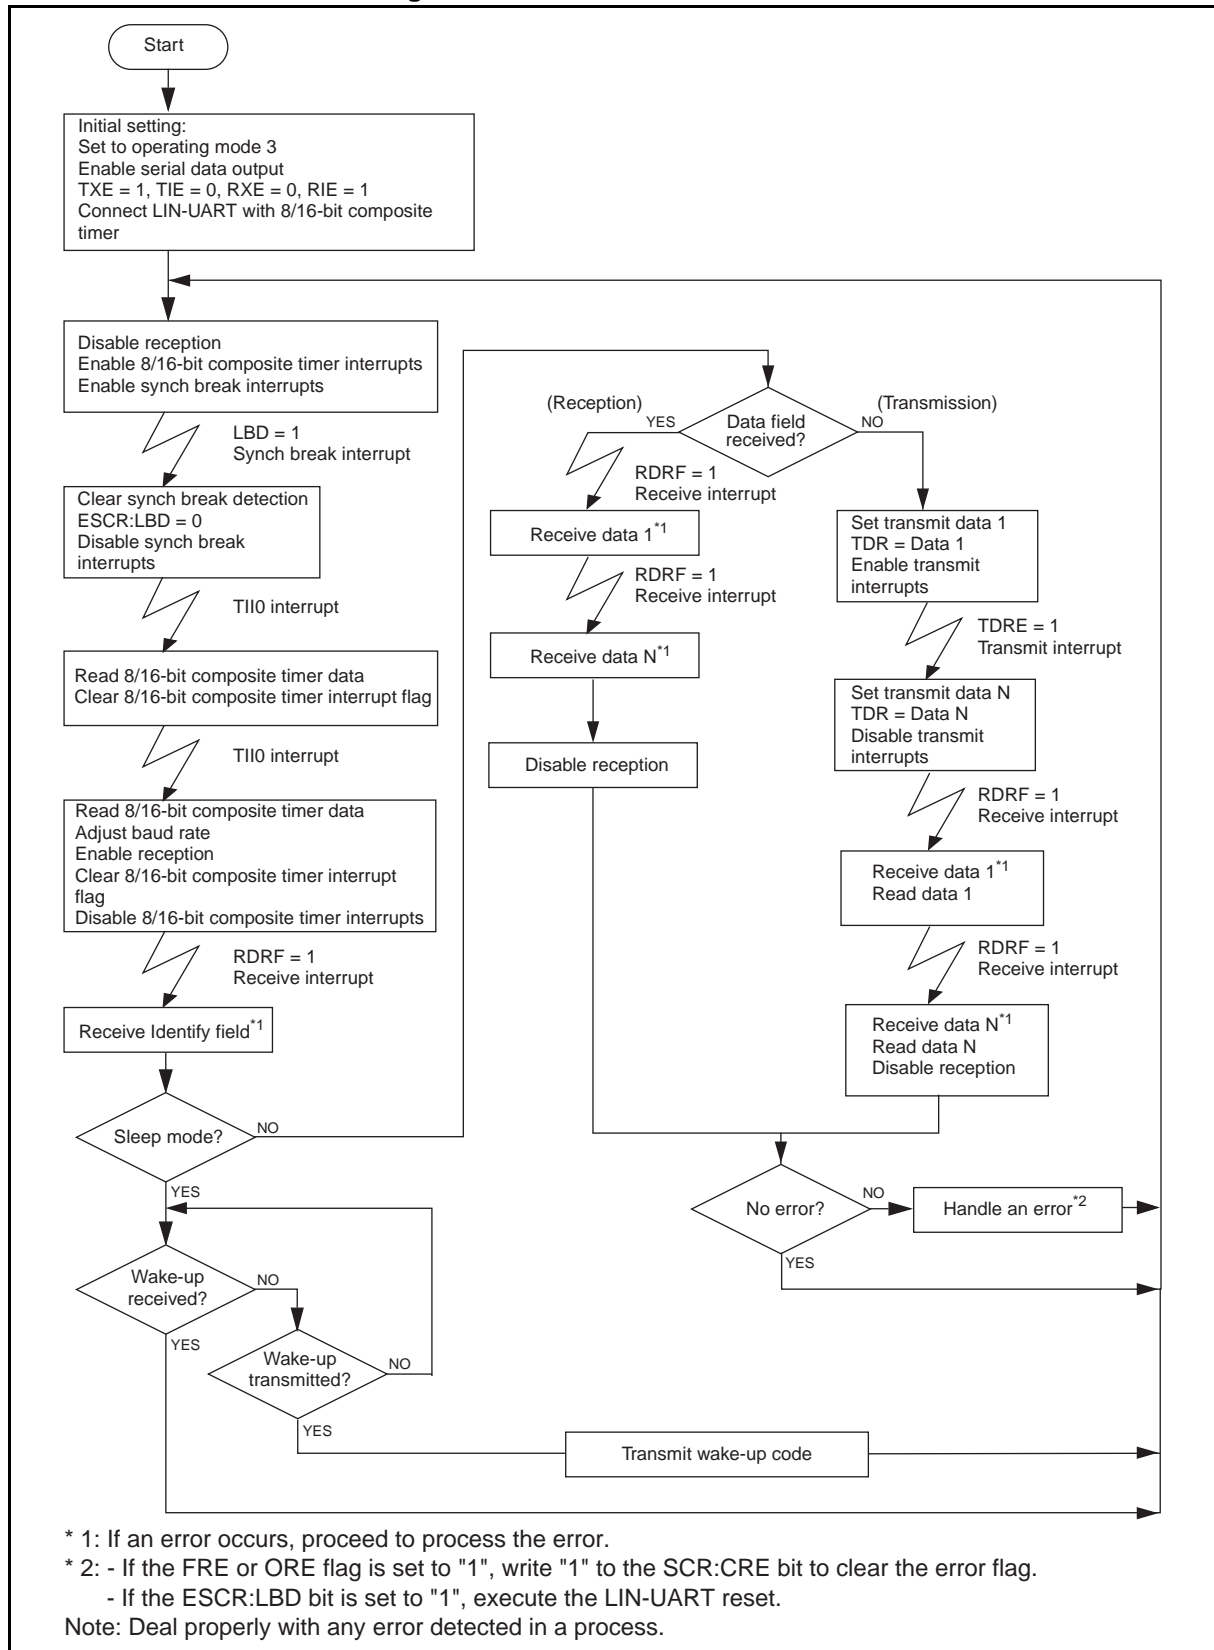 Start
Initial setting:
Set to operating mode 3
Enable serial data output
TXE = 1, TIE = 0, RXE = 0, RIE = 1
Connect LIN-UART with 8/16-bit composite
timer
Disable reception
Enable 8/16-bit composite timer interrupts
Enable synch break interrupts
LBD = 1
Synch break interrupt
Clear synch break detection
ESCR:LBD = 0
Disable synch break
interrupts
TII0 interrupt
Read 8/16-bit composite timer data
Clear 8/16-bit composite timer interrupt flag
TII0 interrupt
Read 8/16-bit composite timer data
Adjust baud rate
Enable reception
Clear 8/16-bit composite timer interrupt
flag
Disable 8/16-bit composite timer interrupts
RDRF = 1
Receive interrupt
Receive Identify field*1
Sleep mode?
NO
YES
Wake-up
received?
NO
YES
Wake-up
transmitted?
NO
YES
Transmit wake-up code
Data field
received?
(Reception)
YES
RDRF = 1
Receive interrupt
Receive data 1*1
RDRF = 1
Receive interrupt
Receive data N*1
Disable reception
(Transmission)
NO
Set transmit data 1
TDR = Data 1
Enable transmit
interrupts
TDRE = 1
Transmit interrupt
Set transmit data N
TDR = Data N
Disable transmit
interrupts
RDRF = 1
Receive interrupt
Receive data 1*1
Read data 1
RDRF = 1
Receive interrupt
Receive data N*1
Read data N
Disable reception
No error?
NO
Handle an error*2
YES
* 1: If an error occurs, proceed to process the error.
* 2: - If the FRE or ORE flag is set to "1", write "1" to the SCR:CRE bit to clear the error flag.
- If the ESCR:LBD bit is set to "1", execute the LIN-UART reset.
Note: Deal properly with any error detected in a process.